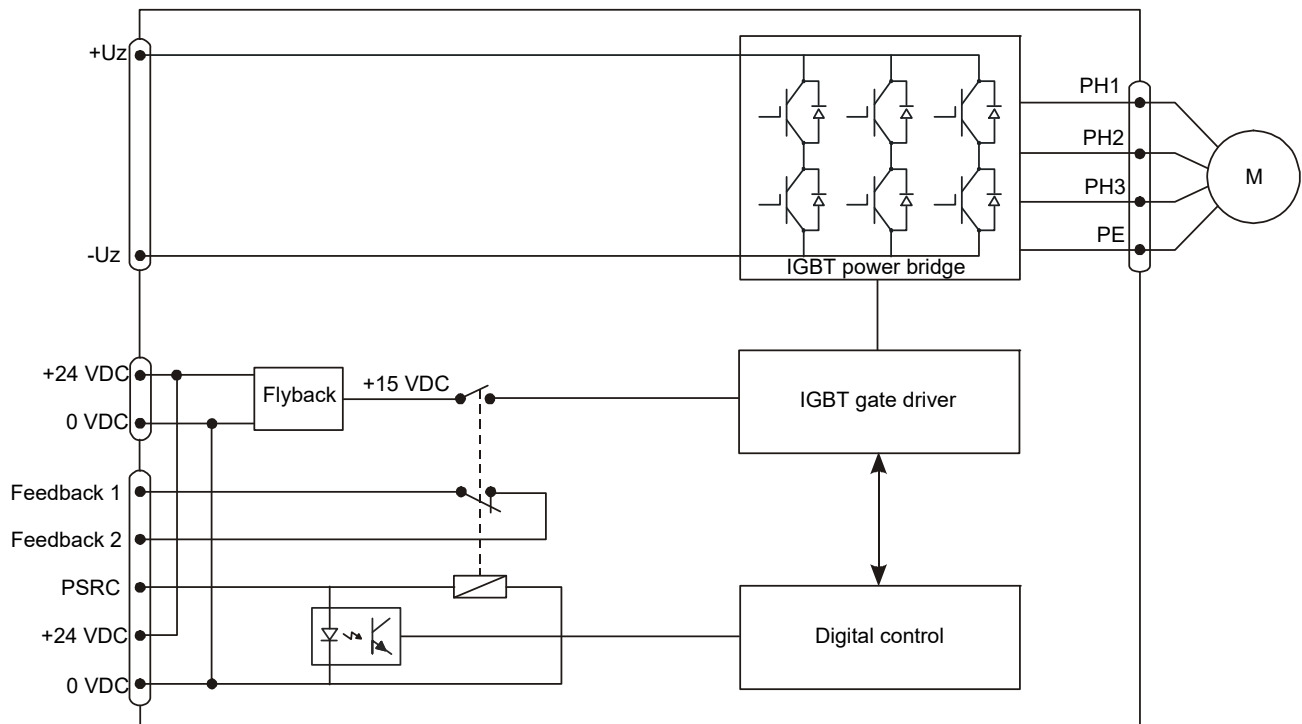 +Uz
PH1
PH2
M
PH3
PE
-Uz
IGBT power bridge
+24 VDC
+15 VDC
Flyback
IGBT gate driver
0 VDC
Feedback 1
Feedback 2
PSRC
+24 VDC
Digital control
0 VDC